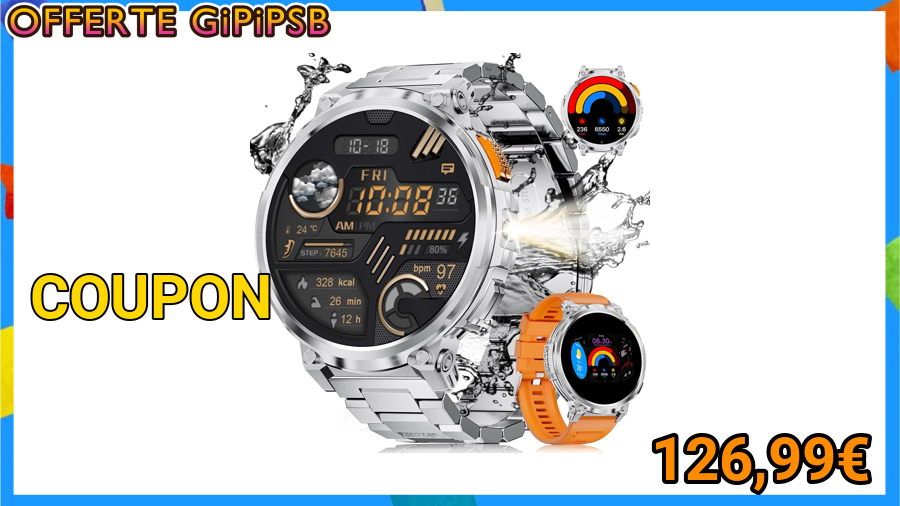 OFFERTE GiPiPSB
10-18
FRI
10:08 36
AM PM
24 °C
STEP: 7645
80%
bpm 97
328 kcal
26 min
12 h
236 6550 2.6
08.30
COUPON
126,99€